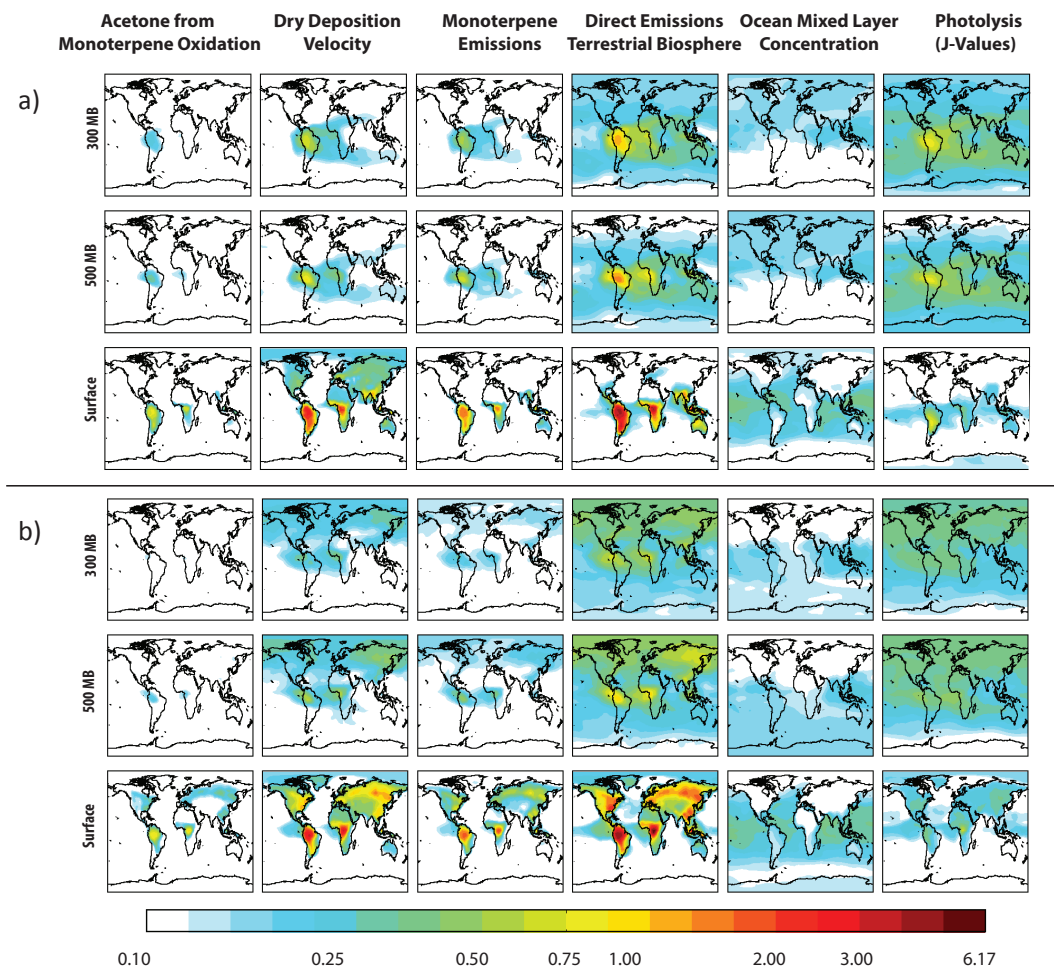 Acetone from
Monoterpene Oxidation
Dry Deposition
Velocity
Monoterpene
Emissions
Direct Emissions
Terrestrial Biosphere
Ocean Mixed Layer
Concentration
Photolysis
(J-Values)
a)
300 MB
500 MB
Surface
b)
300 MB
500 MB
Surface
0.10 0.25 0.50 0.75 1.00 2.00 3.00 6.17